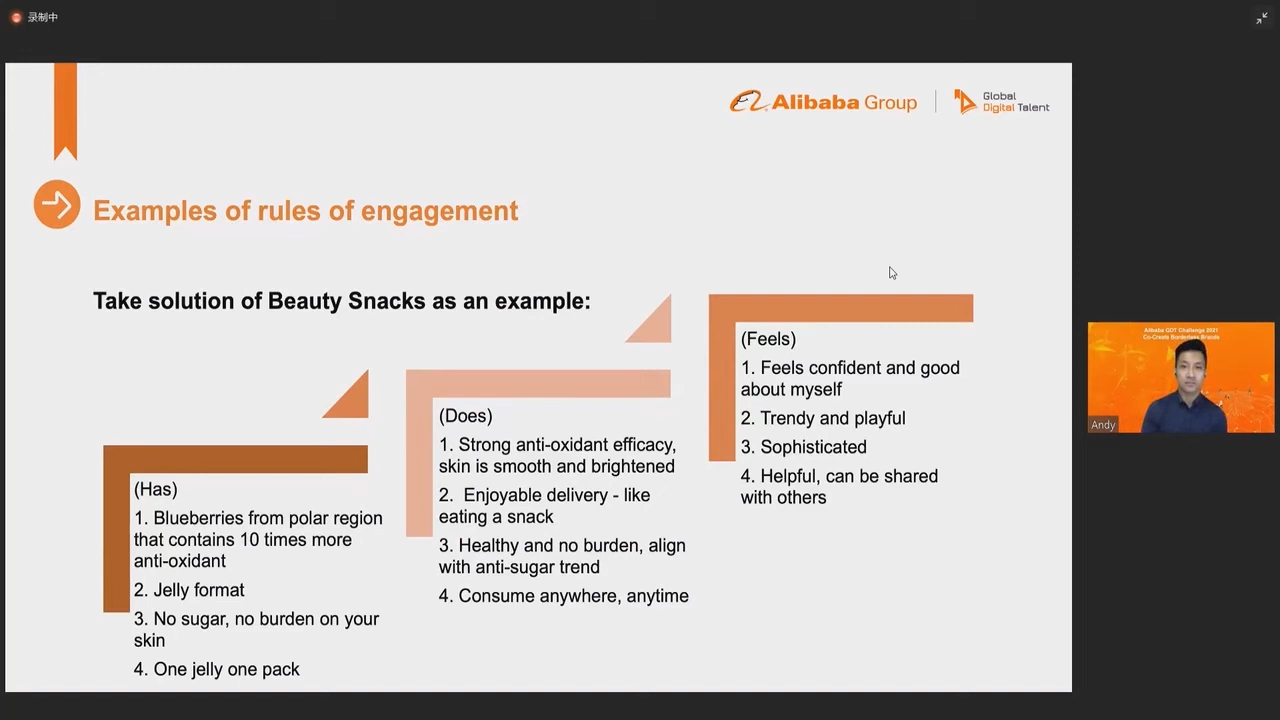 录制中
Alibaba Group
Global
Digital Talent
Examples of rules of engagement
Take solution of Beauty Snacks as an example:
(Has)
1. Blueberries from polar region
that contains 10 times more
anti-oxidant
2. Jelly format
3. No sugar, no burden on your
skin
4. One jelly one pack
(Does)
1. Strong anti-oxidant efficacy,
skin is smooth and brightened
2. Enjoyable delivery - like
eating a snack
3. Healthy and no burden, align
with anti-sugar trend
4. Consume anywhere, anytime
(Feels)
1. Feels confident and good
about myself
2. Trendy and playful
3. Sophisticated
4. Helpful, can be shared
with others
Alibaba GDT Challenge 2021
Co-Create Borderless Brands
Andy